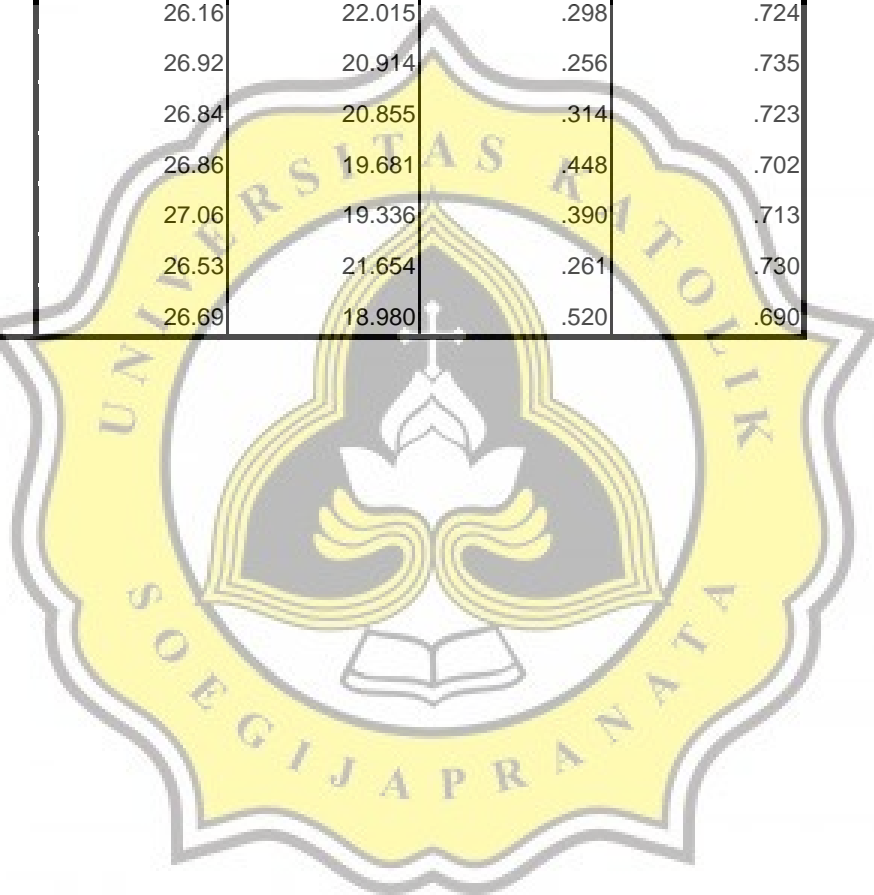 26.16 22.015 .298 .724
26.92 20.914 .256 .735
26.84 20.855 .314 .723
26.86 19.681 .448 .702
27.06 19.336 .390 .713
26.53 21.654 .261 .730
26.69 18.980 .520 .690
UNIVERSITAS KATOLIK
SOEGIJAPRANATA